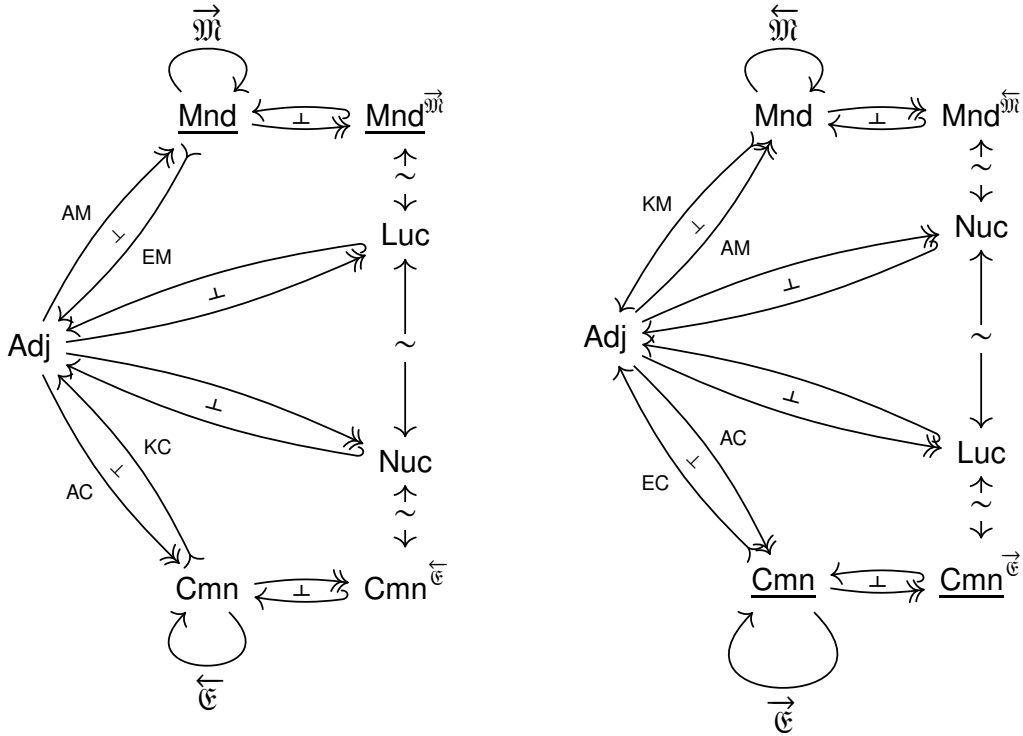 𝔐⃗ 𝔐⃖
Mnd Mnd^𝔐⃗ Mnd Mnd^𝔐⃖
⊥ ⊥
∼ ∼
AM ⊥ EM Luc KM ⊥ AM Nuc
⊥ ⊥
Adj ∼ Adj ∼
⊥ ⊥
AC ⊥ KC Nuc EC ⊥ AC Luc
∼ ∼
Cmn ⊥ Cmn^𝔈⃖ Cmn ⊥ Cmn^𝔈⃗
𝔈⃖ 𝔈⃗